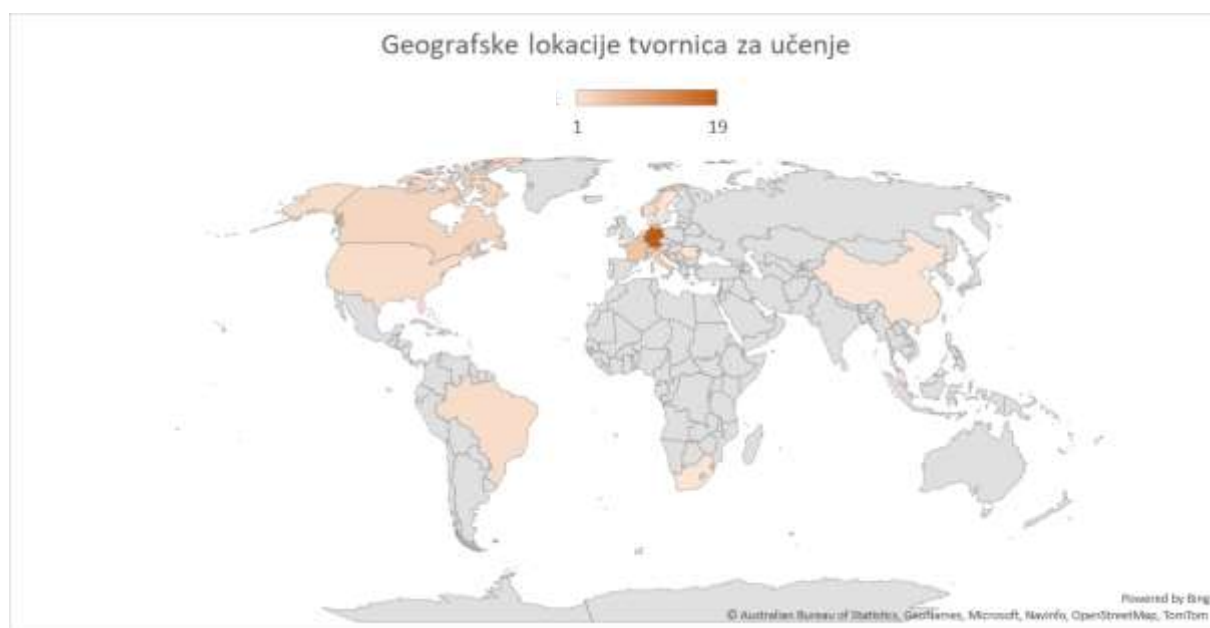 Geografske lokacije tvornica za učenje
1 19
Powered by Bing
© Australian Bureau of Statistics, GeoNames, Microsoft, Navinfo, OpenStreetMap, TomTom